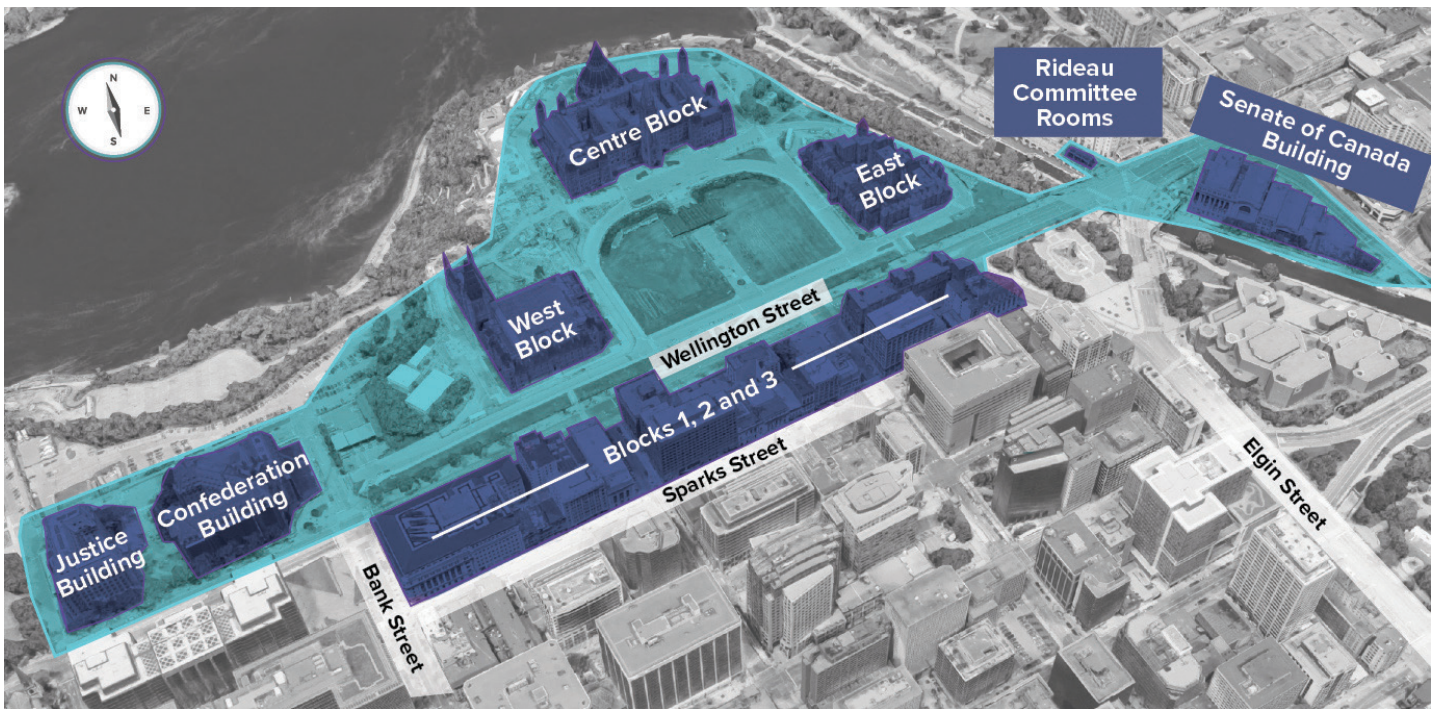 N
W
E
S
Centre Block
East
Block
Rideau
Committee
Rooms
Senate of Canada
Building
West
Block
Wellington Street
Blocks 1, 2 and 3
Sparks Street
Elgin Street
Confederation
Building
Justice
Building
Bank Street